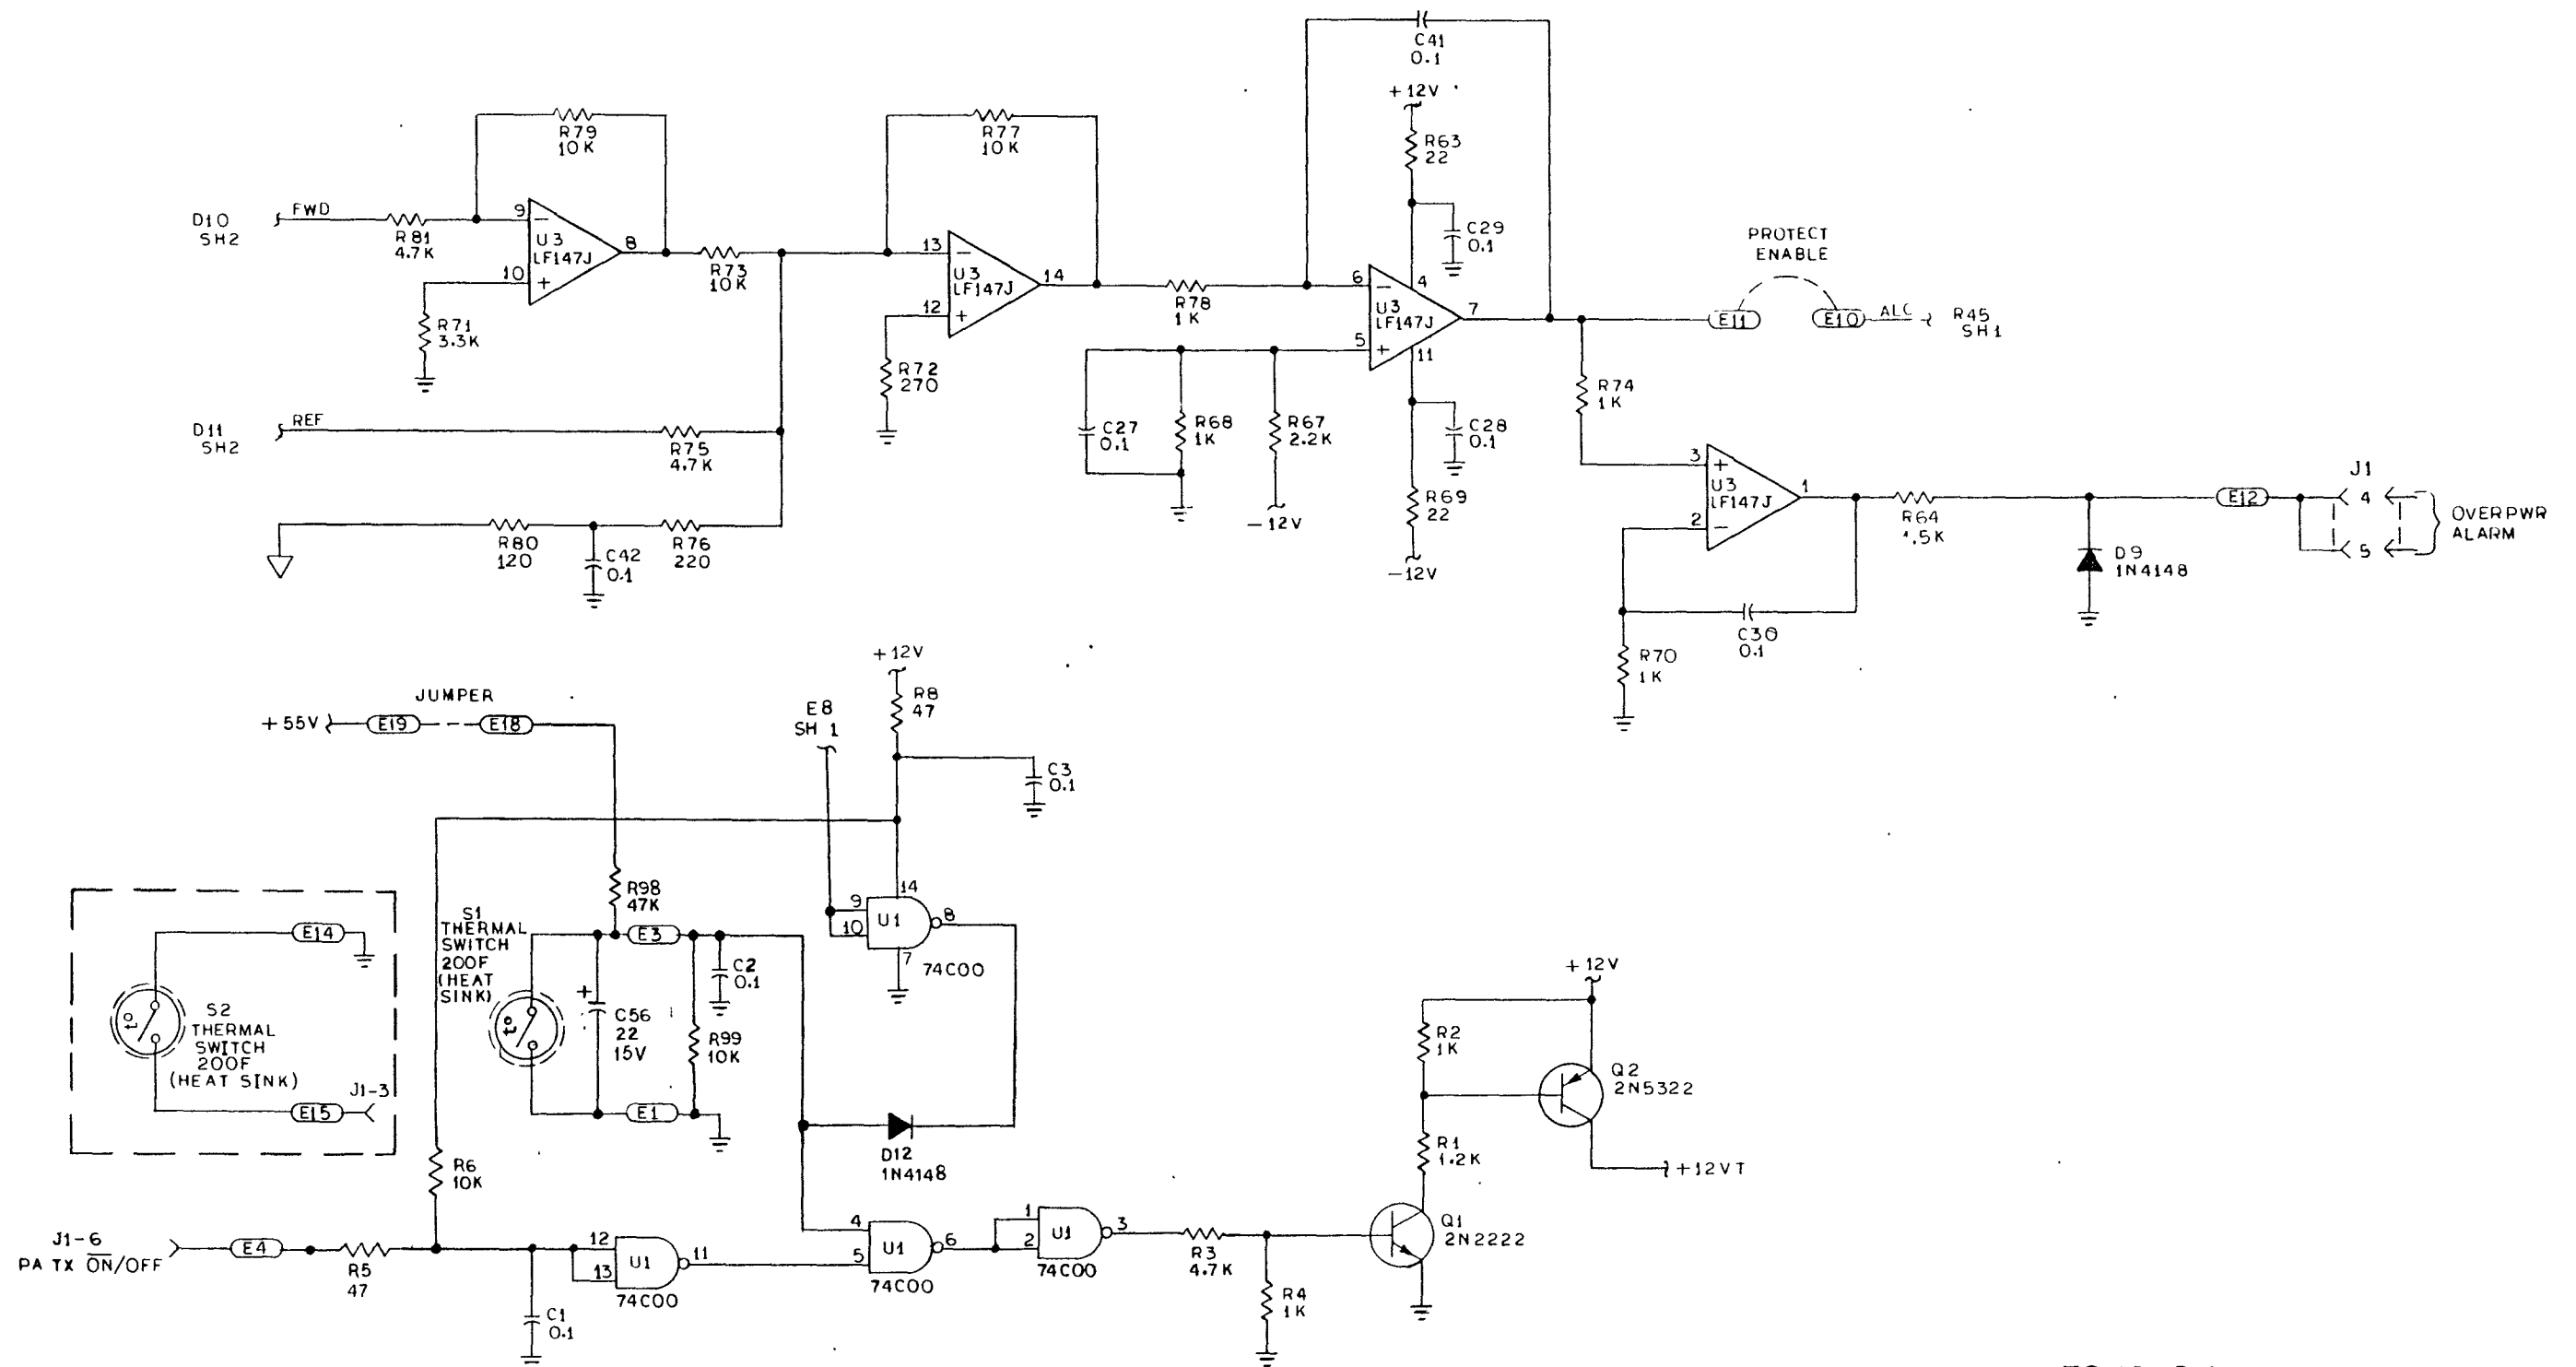 C41
0.1
+12V
R63
22
C29
0.1
R79
10K
R77
10K
D10
SH2
FWD
R81
4.7K
9
-
U3
LF147J
8
10
+
R71
3.3K
R73
10K
13
-
U3
LF147J
14
12
+
R72
270
R78
1K
6
-
4
U3
LF147J
7
5
+
11
PROTECT
ENABLE
E11
E10
ALC
R45
SH1
D11
SH2
REF
R75
4.7K
R80
120
C42
0.1
R76
220
C27
0.1
R68
1K
R67
2.2K
-12V
C28
0.1
R69
22
-12V
R74
1K
3
+
U3
LF147J
1
2
-
R64
1.5K
C30
0.1
R70
1K
D9
1N4148
E12
J1
4
5
OVERPWR
ALARM
JUMPER
+55V
E19
E18
E8
SH 1
+12V
R8
47
C3
0.1
R98
47K
S1
THERMAL
SWITCH
200F
(HEAT
SINK)
t°
E3
+
C56
22
15V
C2
0.1
R99
10K
E1
14
9
10
U1
8
7
74C00
D12
1N4148
E14
t°
S2
THERMAL
SWITCH
200F
(HEAT SINK)
J1-3
E15
R6
10K
J1-6
PA TX ON/OFF
E4
R5
47
C1
0.1
12
13
U1
11
74C00
4
5
U1
6
74C00
1
2
U1
3
74C00
R3
4.7K
R4
1K
+12V
R2
1K
R1
1.2K
Q2
2N5322
+12VT
Q1
2N2222